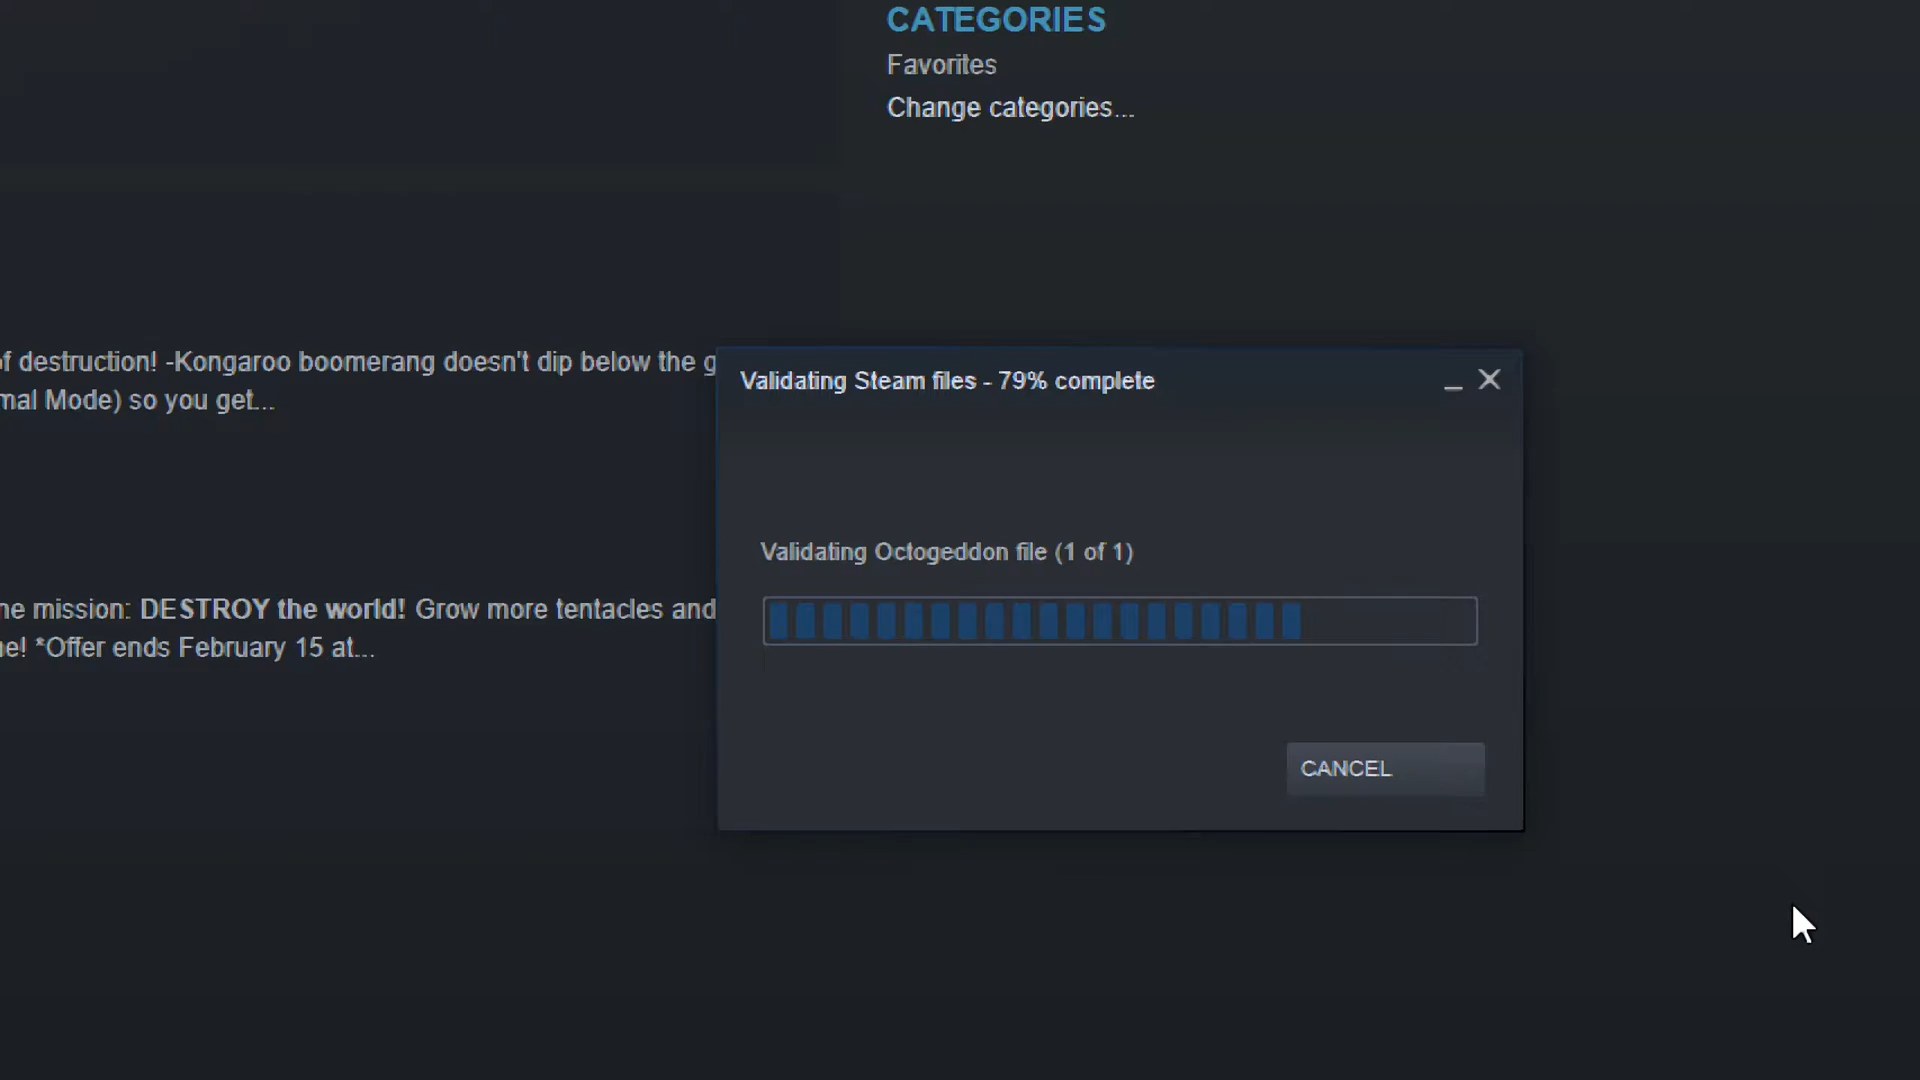 CATEGORIES
Favorites
Change categories...
of destruction! -Kongaroo boomerang doesn't dip below the g
mal Mode) so you get...
Validating Steam files - 79% complete
Validating Octogeddon file (1 of 1)
ne mission: DESTROY the world! Grow more tentacles and
ne! *Offer ends February 15 at...
CANCEL